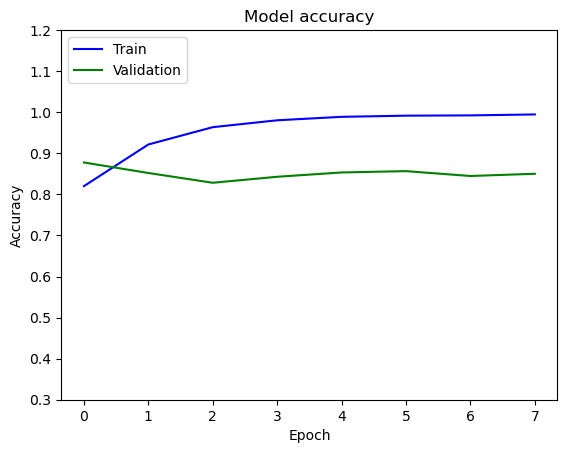 Model accuracy
1.2
1.1
1.0
0.9
0.8
0.7
0.6
0.5
0.4
0.3
Accuracy
Train
Validation
0 1 2 3 4 5 6 7
Epoch